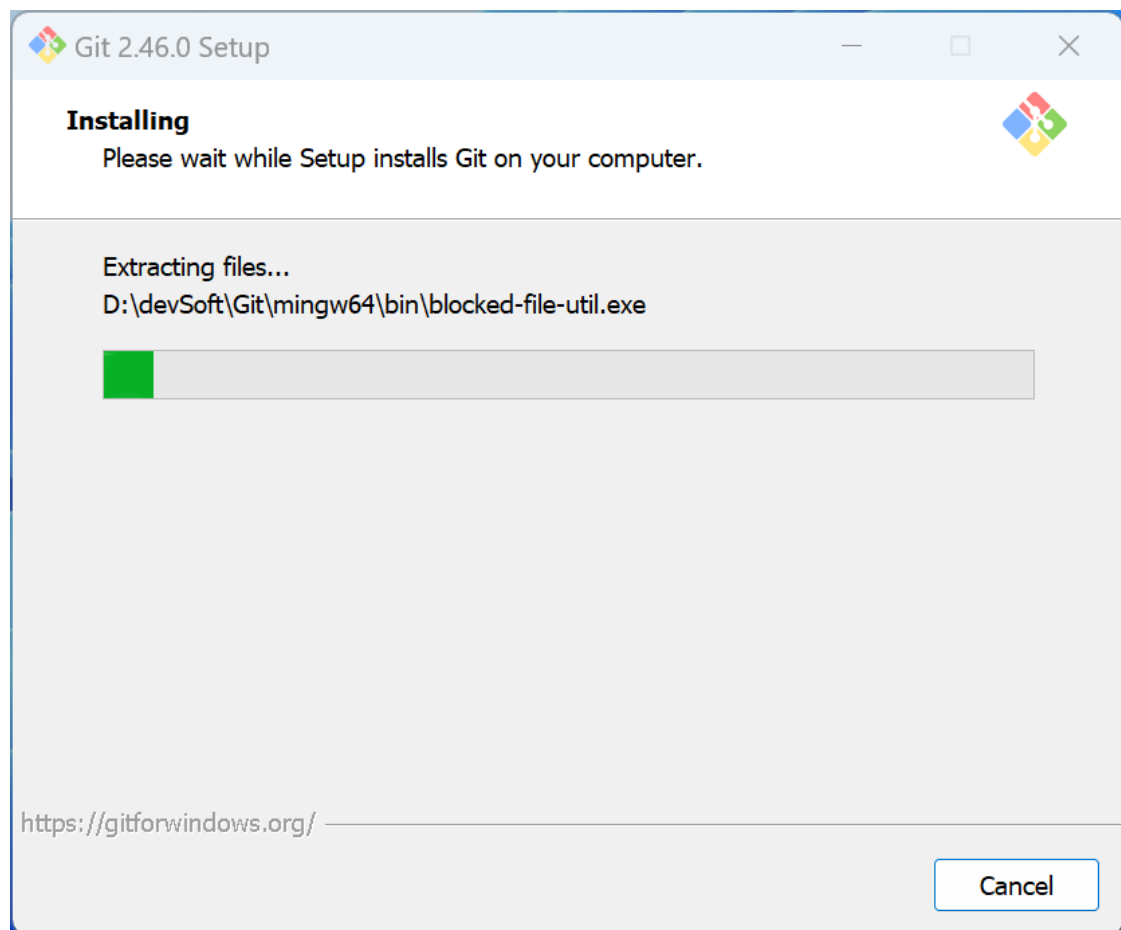 Git 2.46.0 Setup
Installing
Please wait while Setup installs Git on your computer.
Extracting files...
D:\devSoft\Git\mingw64\bin\blocked-file-util.exe
https://gitforwindows.org/
Cancel